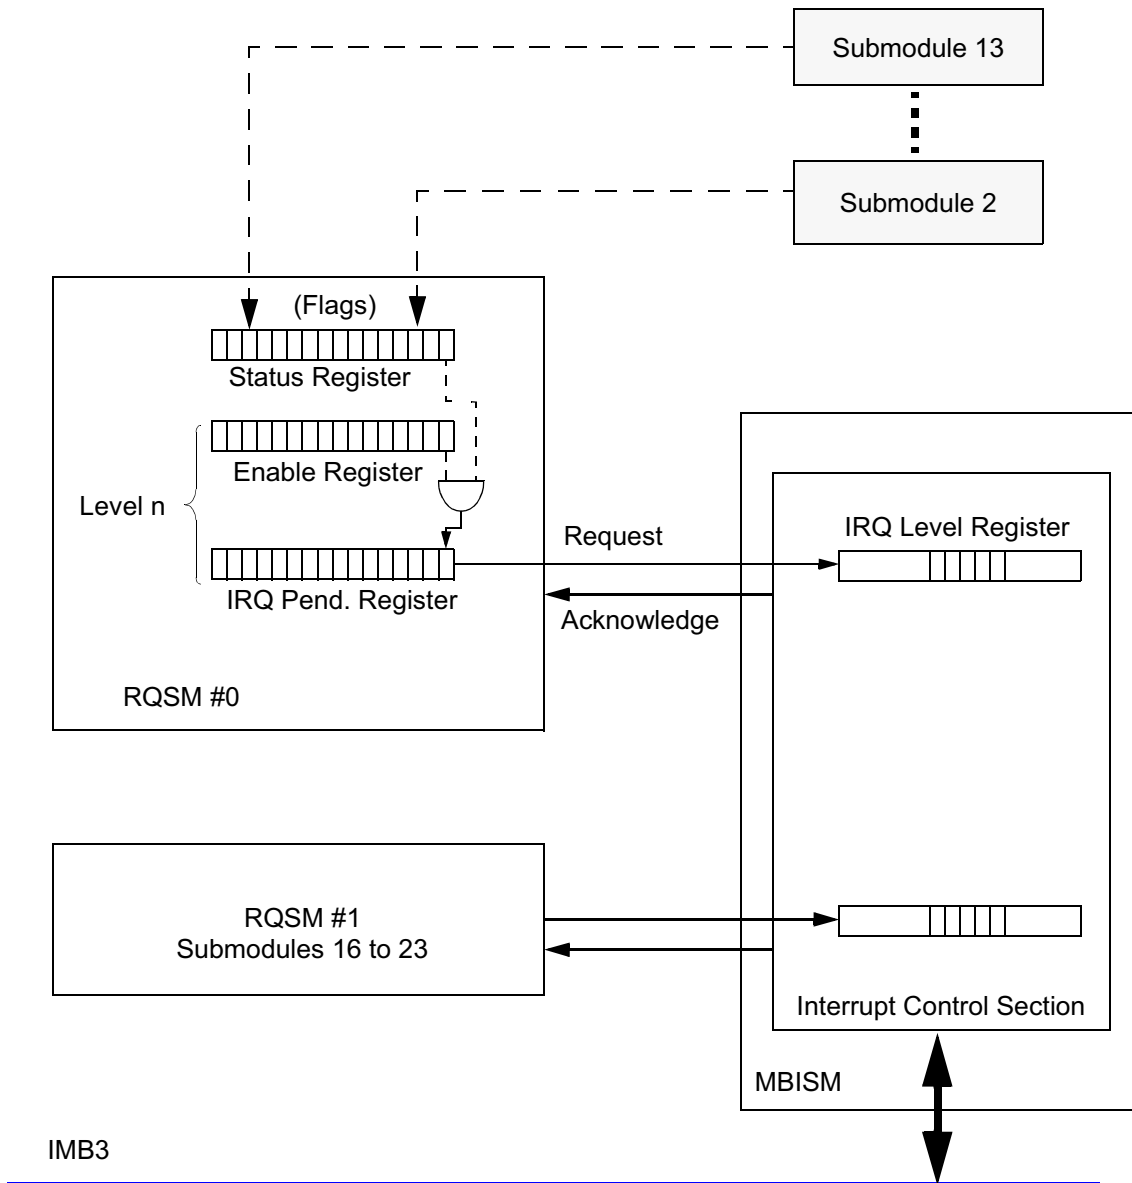 Submodule 13
Submodule 2
(Flags)
Status Register
Enable Register
Level n
IRQ Pend. Register
RQSM #0
Request
Acknowledge
IRQ Level Register
RQSM #1
Submodules 16 to 23
Interrupt Control Section
MBISM
IMB3